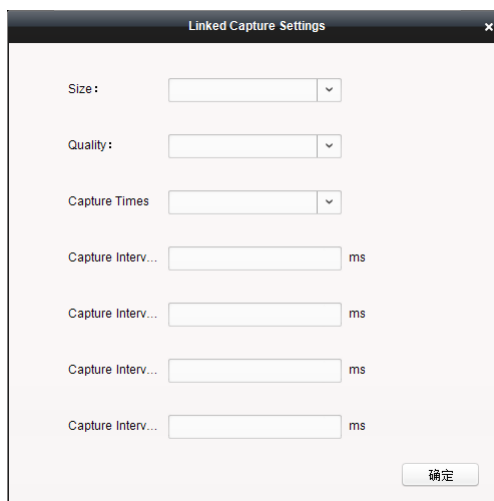 Linked Capture Settings
Size：
Quality：
Capture Times
Capture Interv... ms
Capture Interv... ms
Capture Interv... ms
Capture Interv... ms
确定